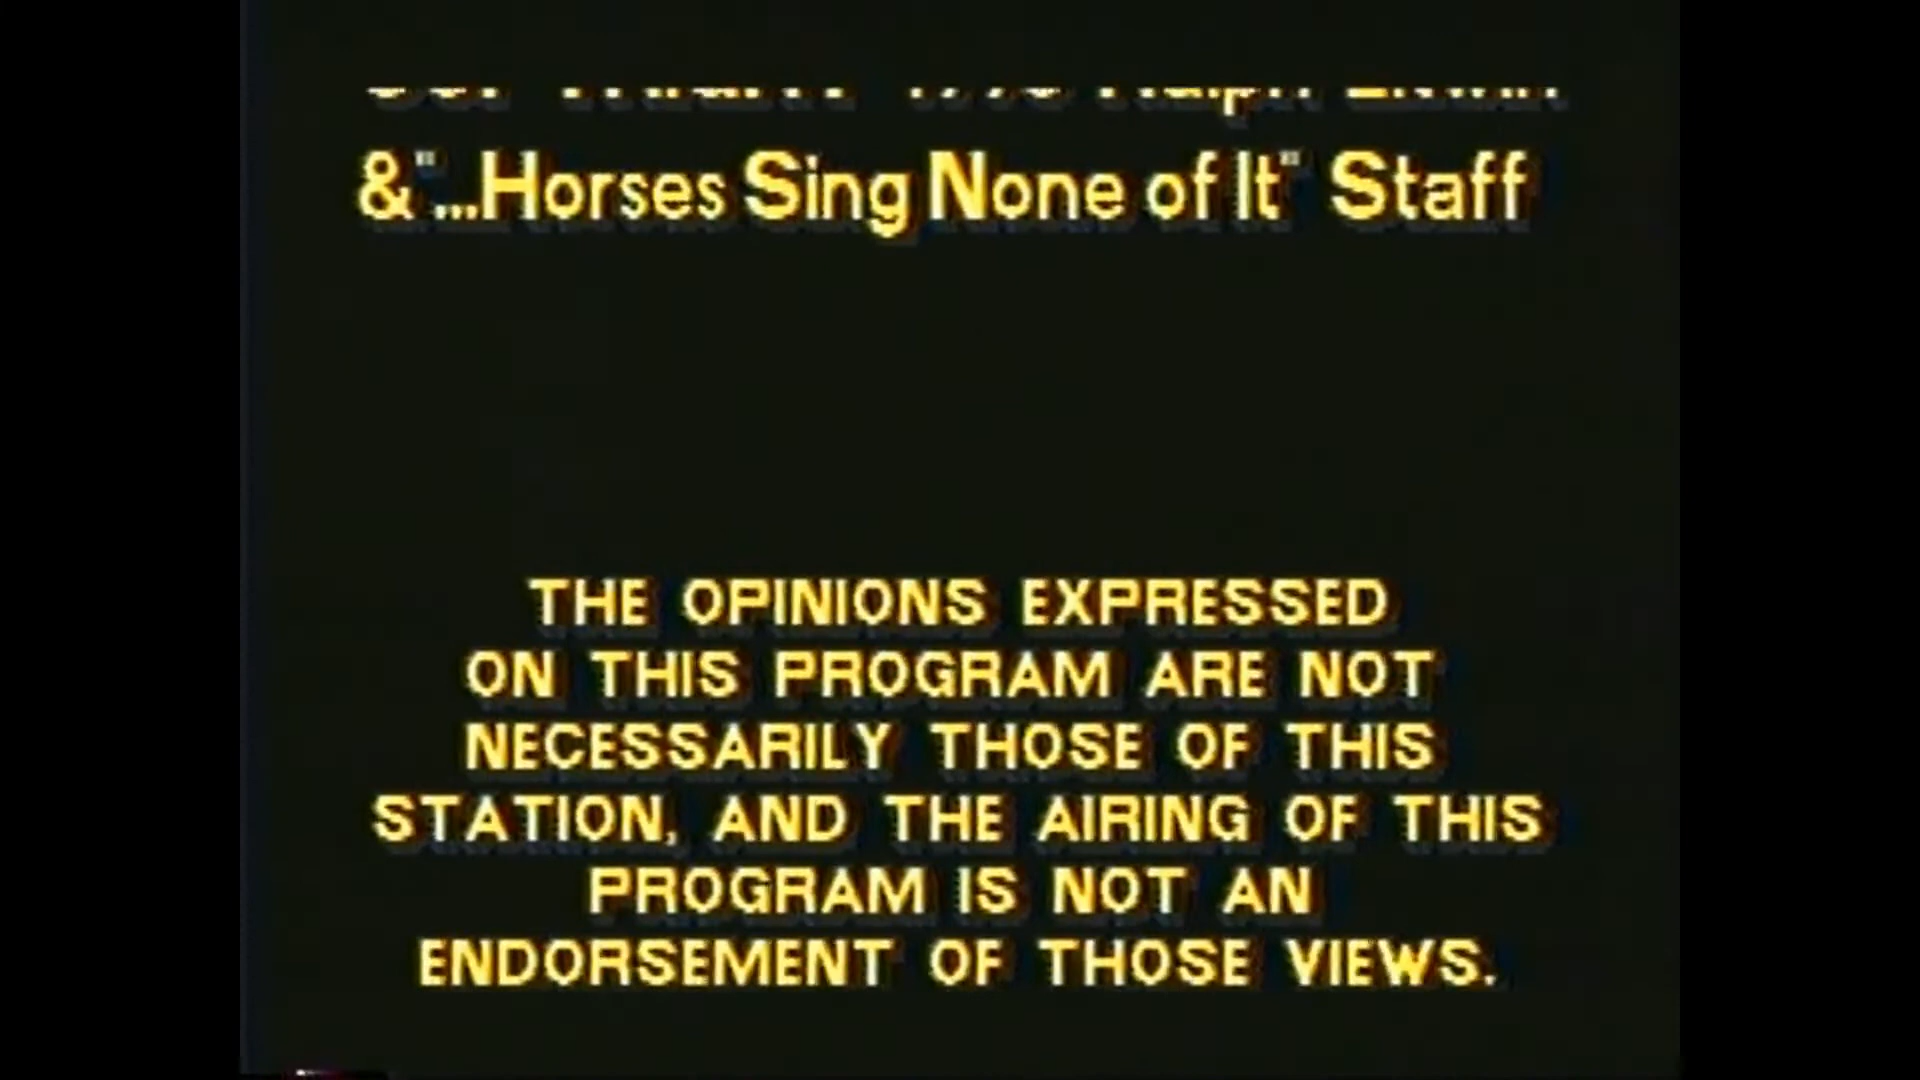 Ralph
&"...Horses Sing None of It" Staff
THE OPINIONS EXPRESSED
ON THIS PROGRAM ARE NOT
NECESSARILY THOSE OF THIS
STATION, AND THE AIRING OF THIS
PROGRAM IS NOT AN
ENDORSEMENT OF THOSE VIEWS.